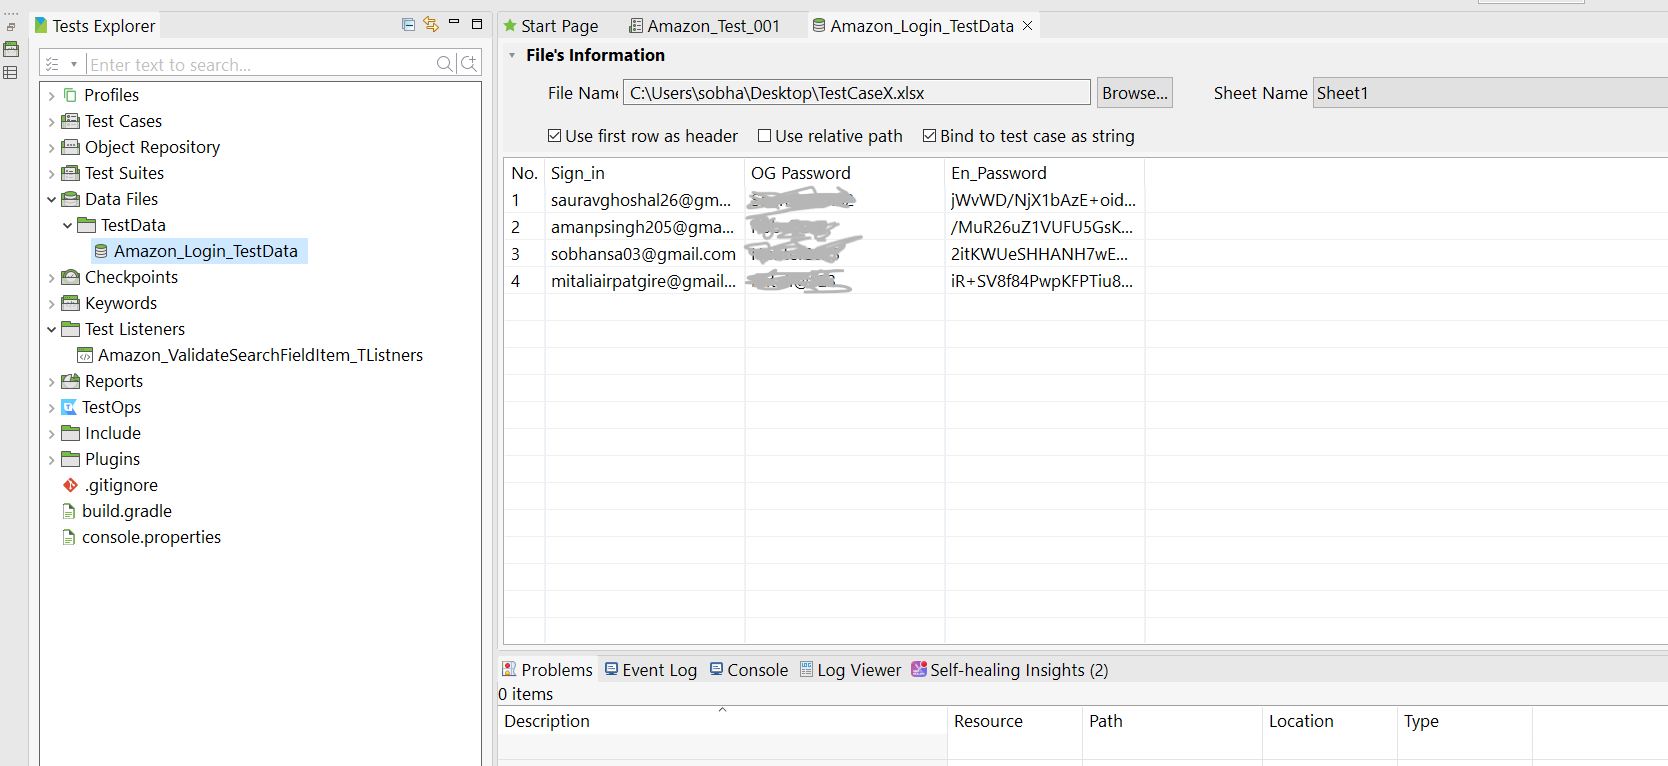 Tests Explorer
Enter text to search...
Profiles
Test Cases
Object Repository
Test Suites
Data Files
TestData
Amazon_Login_TestData
Checkpoints
Keywords
Test Listeners
Amazon_ValidateSearchFieldItem_TListners
Reports
TestOps
Include
Plugins
.gitignore
build.gradle
console.properties
Start Page Amazon_Test_001 Amazon_Login_TestData
File's Information
File Name C:\Users\sobha\Desktop\TestCaseX.xlsx Browse... Sheet Name Sheet1
Use first row as header Use relative path Bind to test case as string
No. Sign_in OG Password En_Password
1 sauravghoshal26@gm... jWvWD/NjX1bAzE+oid...
2 amanpsingh205@gma... /MuR26uZ1VUFU5GsK...
3 sobhansa03@gmail.com 2itKWUeSHHANH7wE...
4 mitaliairpatgire@gmail... iR+SV8f84PwpKFPTiu8...
Problems Event Log Console Log Viewer Self-healing Insights (2)
0 items
Description Resource Path Location Type